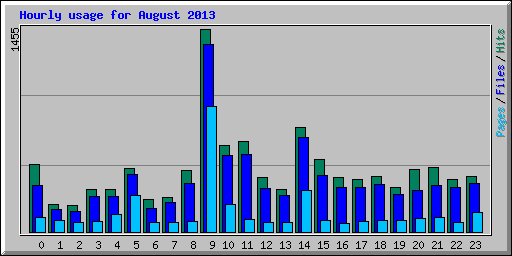 Hourly usage for August 2013
1455
Pages / Files / Hits
0 1 2 3 4 5 6 7 8 9 10 11 12 13 14 15 16 17 18 19 20 21 22 23